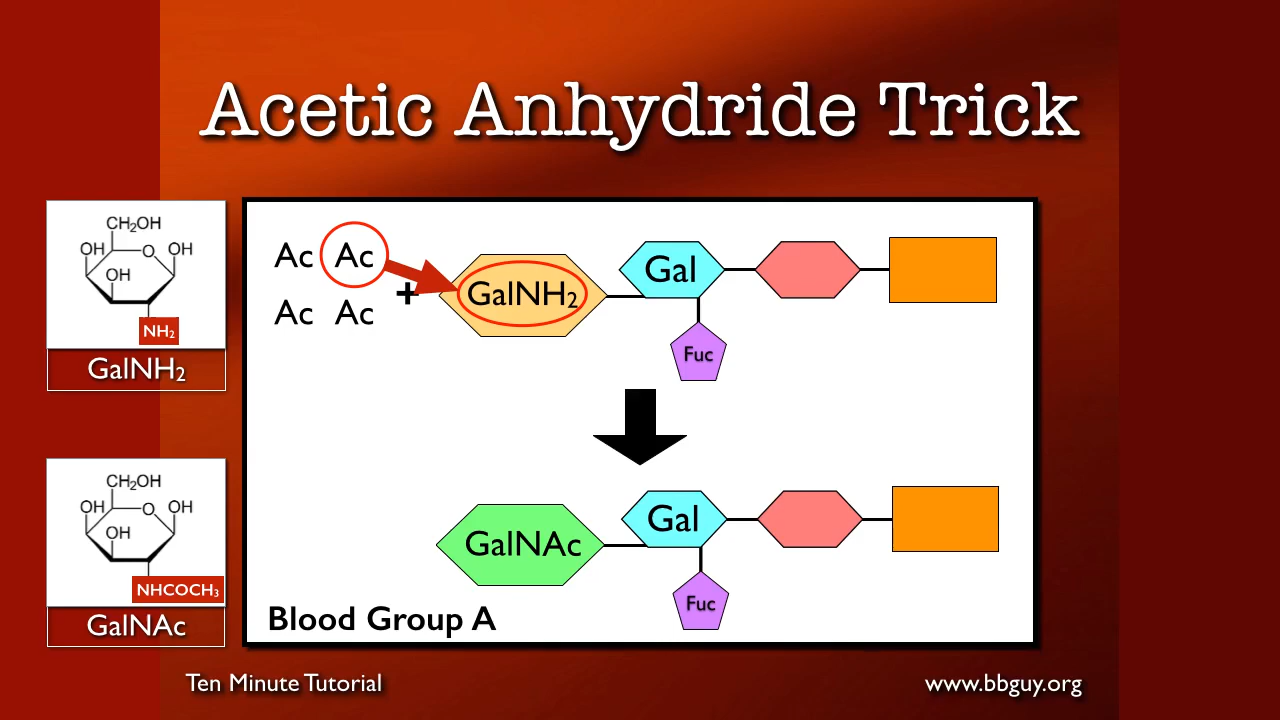 Acetic Anhydride Trick
CH₂OH
OH
O
OH
OH
NH₂
GalNH₂
CH₂OH
OH
O
OH
OH
NHCOCH₃
GalNAc
Ac Ac
Ac Ac
+
GalNH₂
Gal
Fuc
GalNAc
Gal
Fuc
Blood Group A
Ten Minute Tutorial
www.bbguy.org